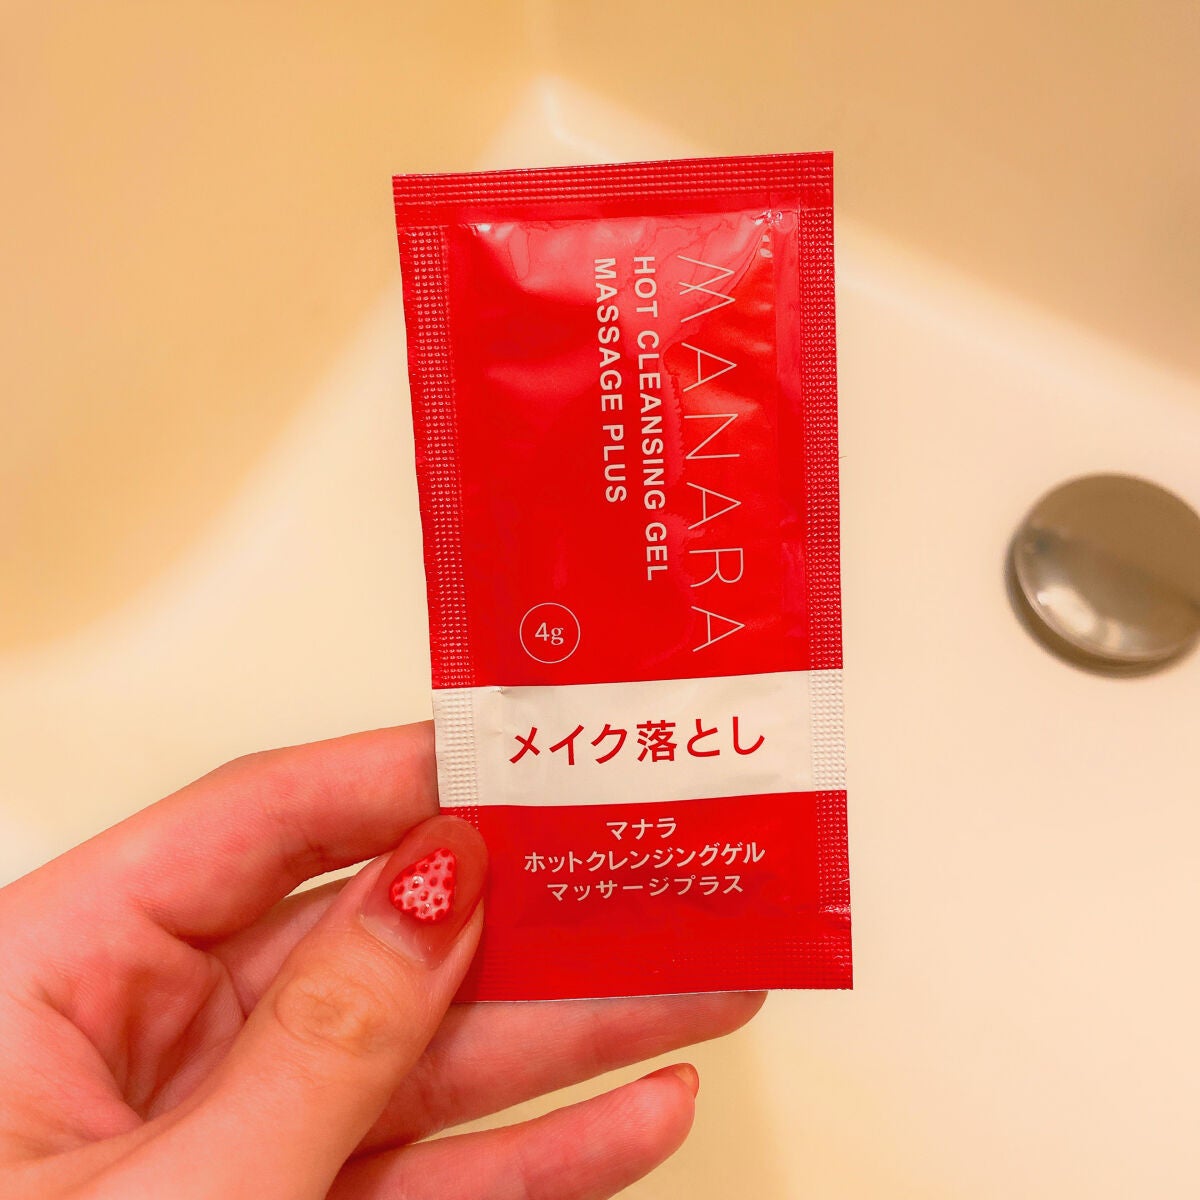 MANARA
HOT CLEANSING GEL
MASSAGE PLUS
4g
メイク落とし
マナラ
ホットクレンジングゲル
マッサージプラス